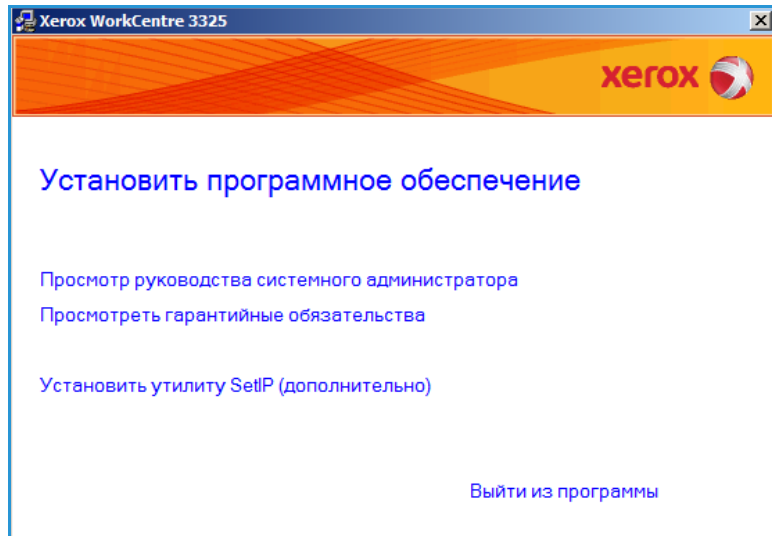 Xerox WorkCentre 3325
xerox
Установить программное обеспечение
Просмотр руководства системного администратора
Просмотреть гарантийные обязательства
Установить утилиту SetIP (дополнительно)
Выйти из программы